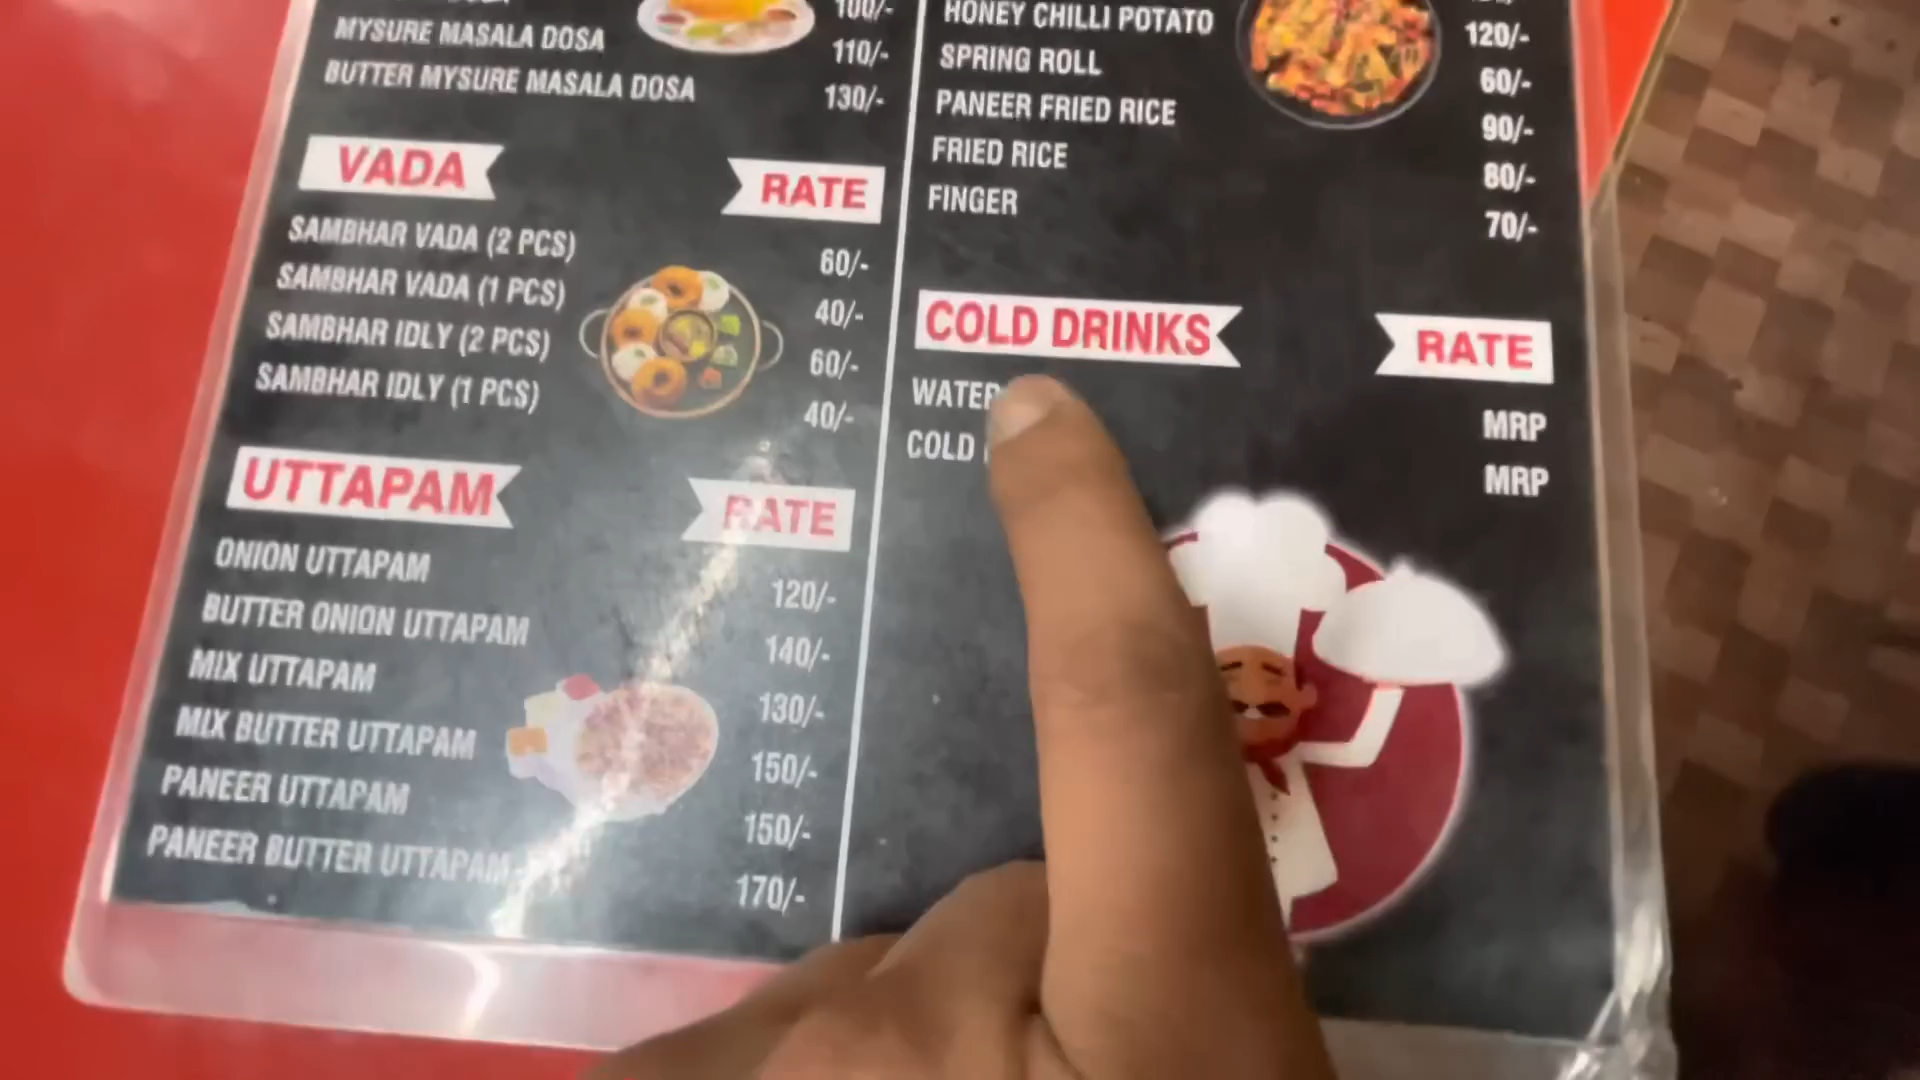 100/-
MYSURE MASALA DOSA 110/-
BUTTER MYSURE MASALA DOSA 130/-
VADA RATE
SAMBHAR VADA (2 PCS) 60/-
SAMBHAR VADA (1 PCS) 40/-
SAMBHAR IDLY (2 PCS) 60/-
SAMBHAR IDLY (1 PCS) 40/-
UTTAPAM RATE
ONION UTTAPAM 120/-
BUTTER ONION UTTAPAM 140/-
MIX UTTAPAM 130/-
MIX BUTTER UTTAPAM 150/-
PANEER UTTAPAM 150/-
PANEER BUTTER UTTAPAM 170/-
HONEY CHILLI POTATO 120/-
SPRING ROLL 60/-
PANEER FRIED RICE 90/-
FRIED RICE 80/-
FINGER 70/-
COLD DRINKS RATE
WATER MRP
COLD MRP